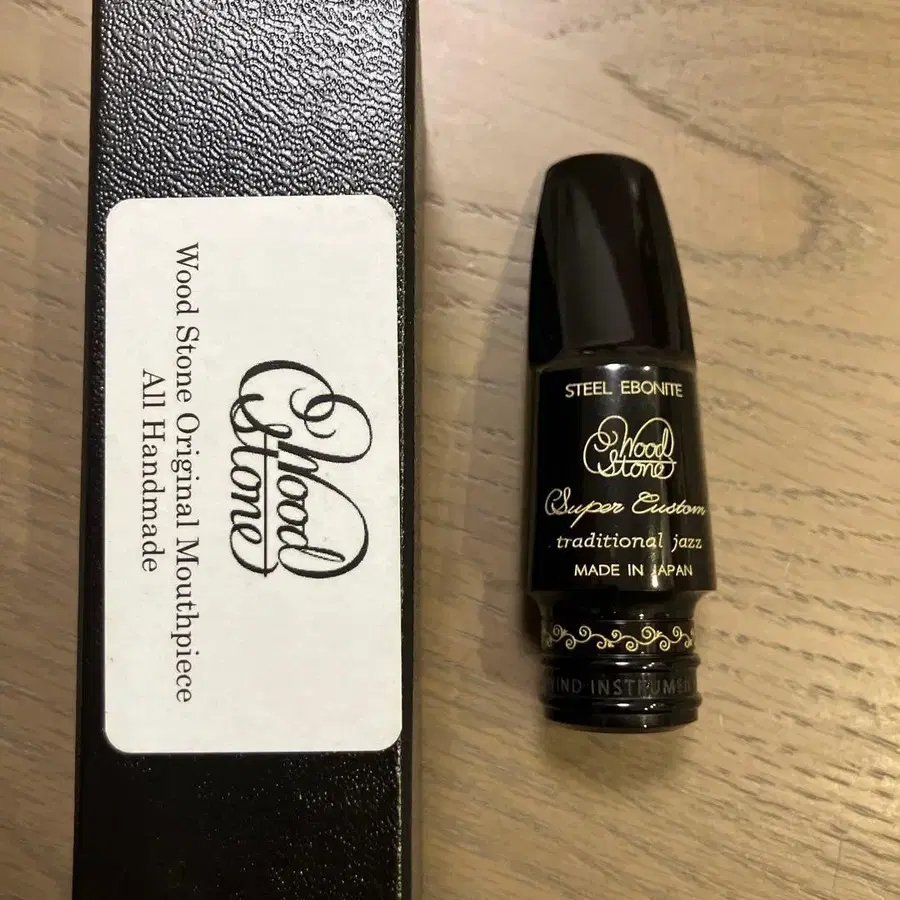 Wood Stone
Wood Stone Original Mouthpiece
All Handmade
STEEL EBONITE
Wood
Stone
Super Custom
traditional jazz
MADE IN JAPAN
WIND INSTRUMEN